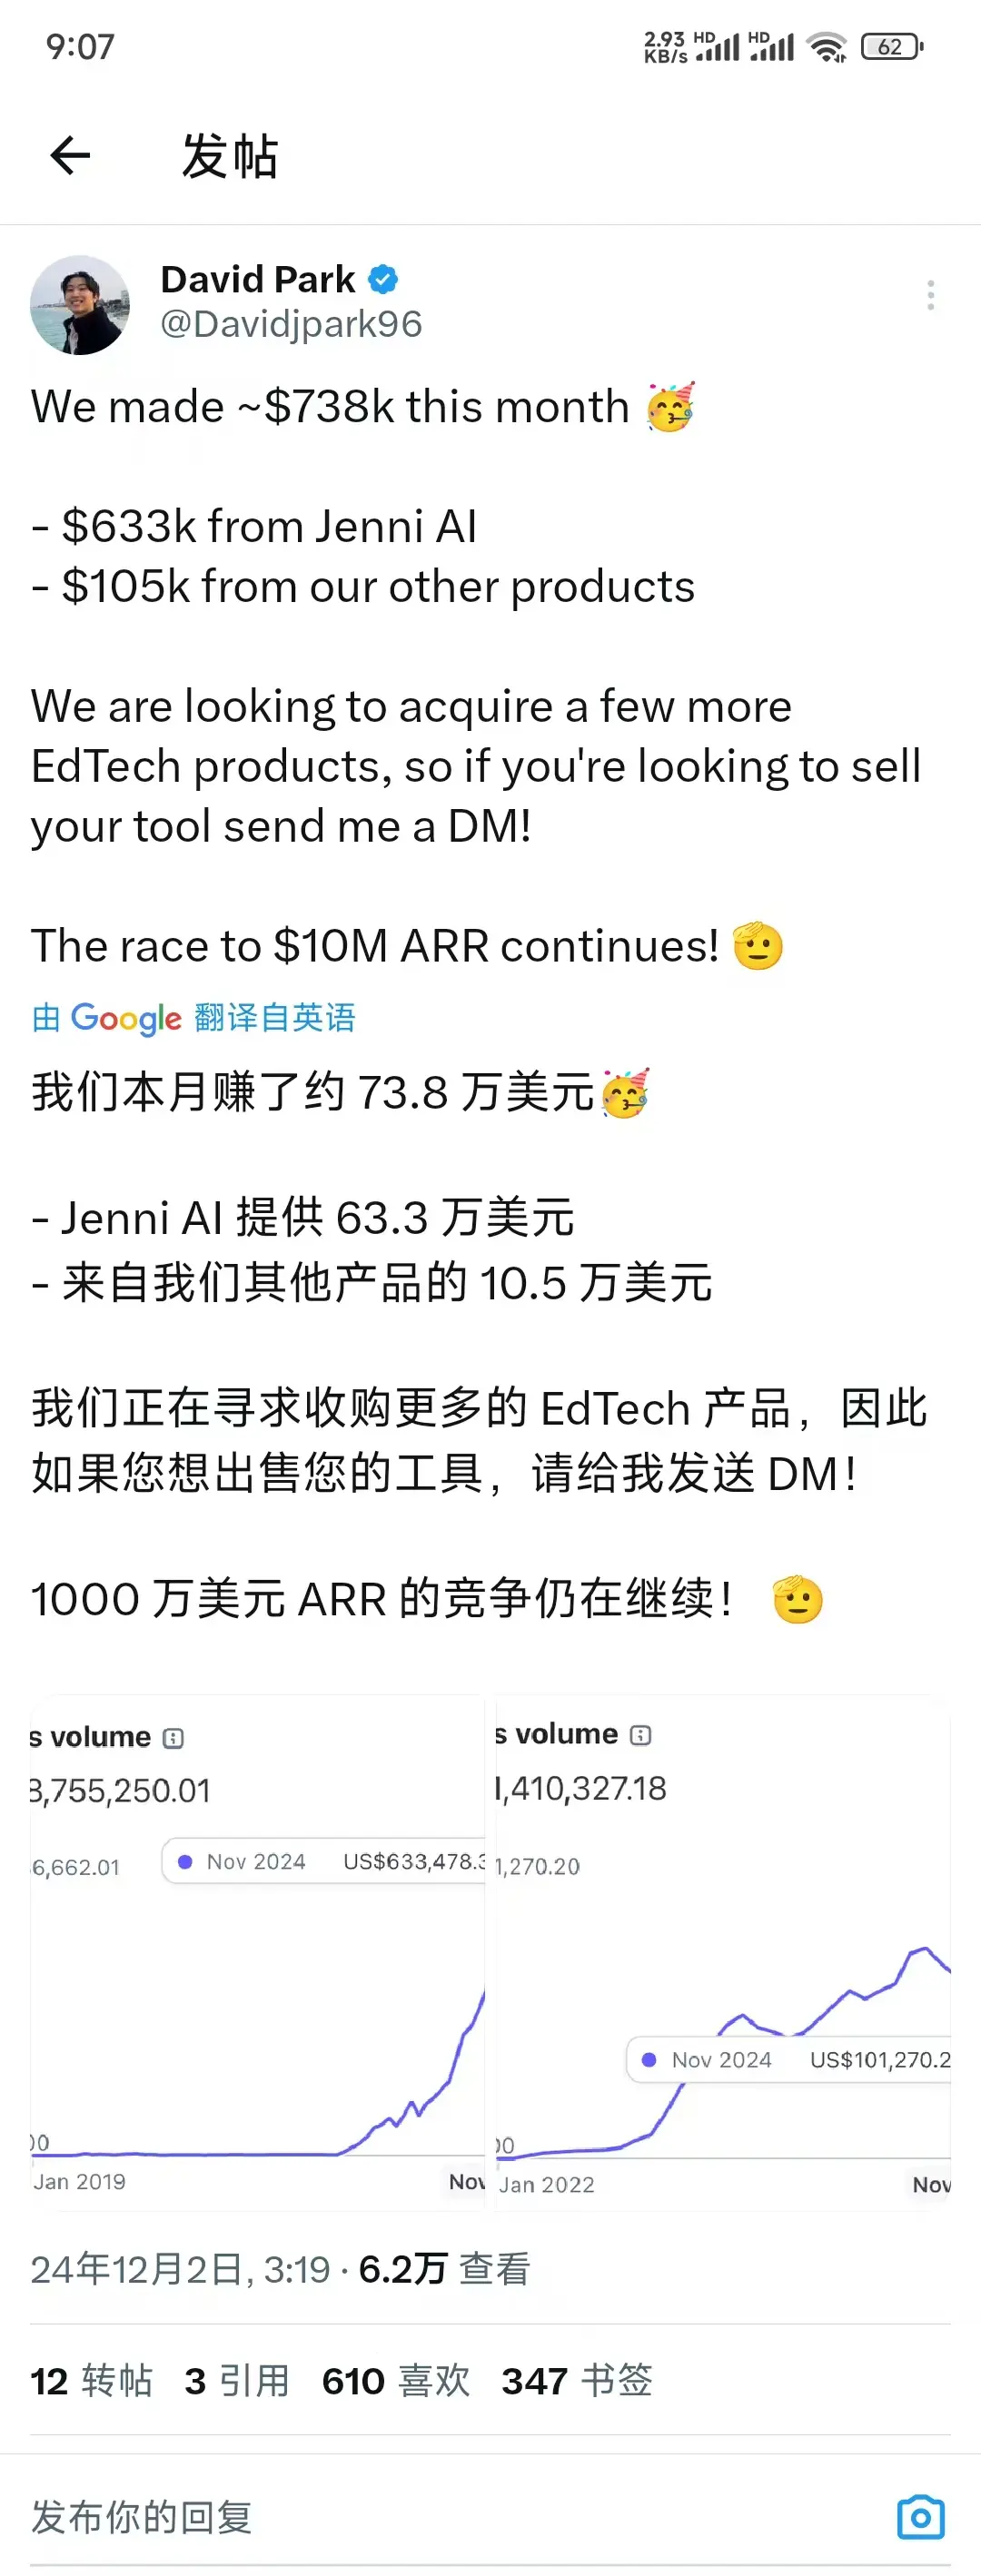 9:07
2.93
KB/s
HD
HD
62
发帖
David Park
@Davidjpark96
We made ~$738k this month 🥳
- $633k from Jenni AI
- $105k from our other products
We are looking to acquire a few more
EdTech products, so if you're looking to sell
your tool send me a DM!
The race to $10M ARR continues! 🫡
由 Google 翻译自英语
我们本月赚了约 73.8 万美元🥳
- Jenni AI 提供 63.3 万美元
- 来自我们其他产品的 10.5 万美元
我们正在寻求收购更多的 EdTech 产品，因此
如果您想出售您的工具，请给我发送 DM！
1000 万美元 ARR 的竞争仍在继续！ 🫡
s volume
8,755,250.01
6,662.01
Nov 2024 US$633,478.3
00
Jan 2019
Nov
s volume
1,410,327.18
1,270.20
Nov 2024 US$101,270.2
00
Jan 2022
Nov
24年12月2日, 3:19 · 6.2万 查看
12 转帖 3 引用 610 喜欢 347 书签
发布你的回复